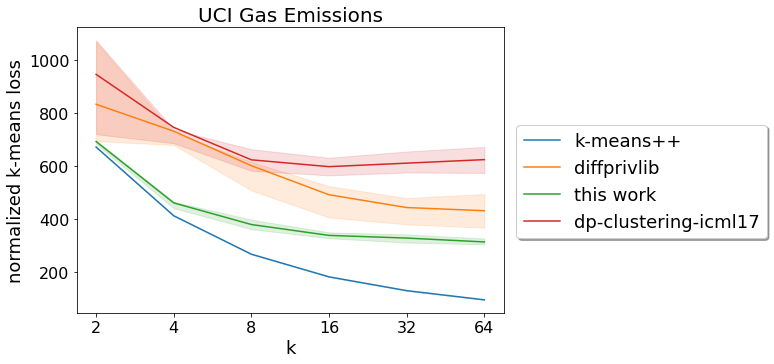 UCI Gas Emissions
normalized k-means loss
1000
800
600
400
200
2 4 8 16 32 64
k
k-means++
diffprivlib
this work
dp-clustering-icml17